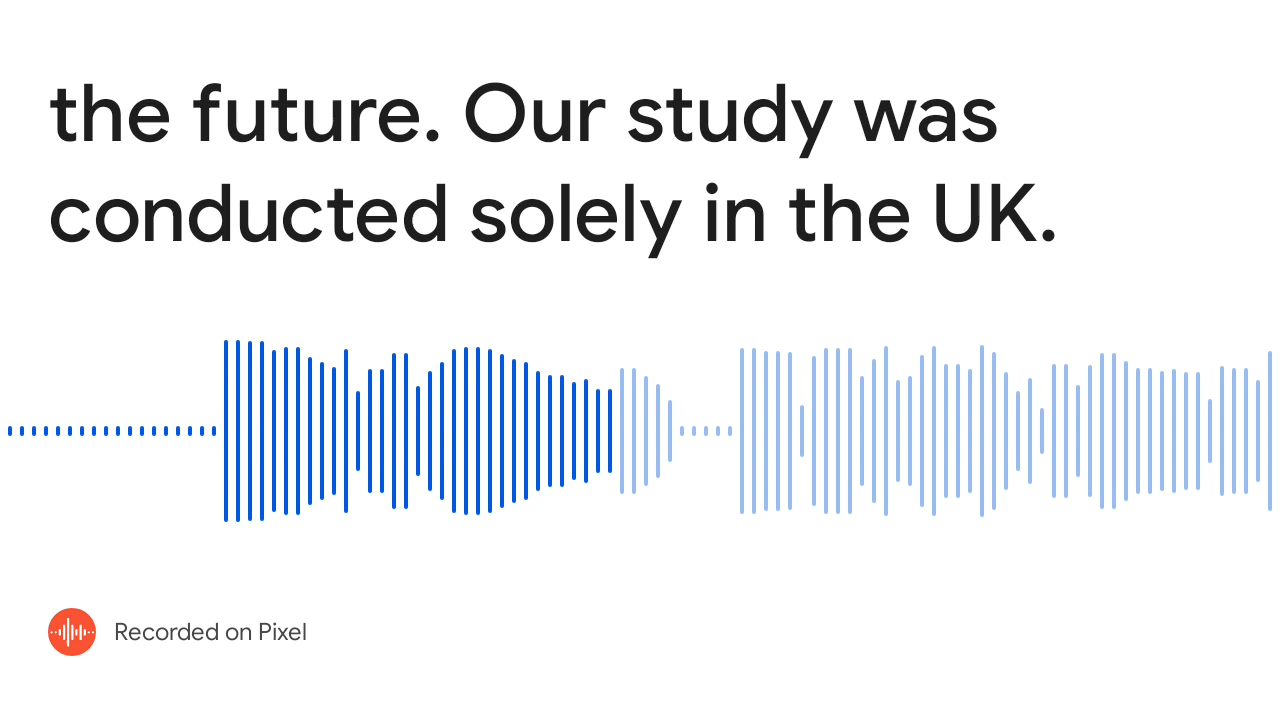 the future. Our study was
conducted solely in the UK.
Recorded on Pixel